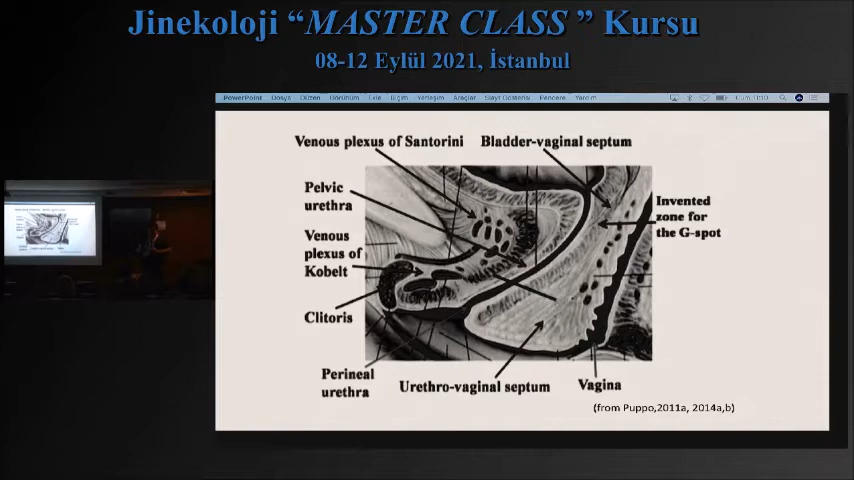 Jinekoloji “MASTER CLASS ” Kursu
08-12 Eylül 2021, İstanbul
PowerPoint Dosya Düzen Görünüm Ekle Biçim Yerleşim Araçlar Slayt Gösterisi Pencere Yardım
Venous plexus of Santorini
Bladder-vaginal septum
Pelvic
urethra
Invented
zone for
the G-spot
Venous
plexus of
Kobelt
Clitoris
Perineal
urethra
Urethro-vaginal septum
Vagina
(from Puppo,2011a, 2014a,b)